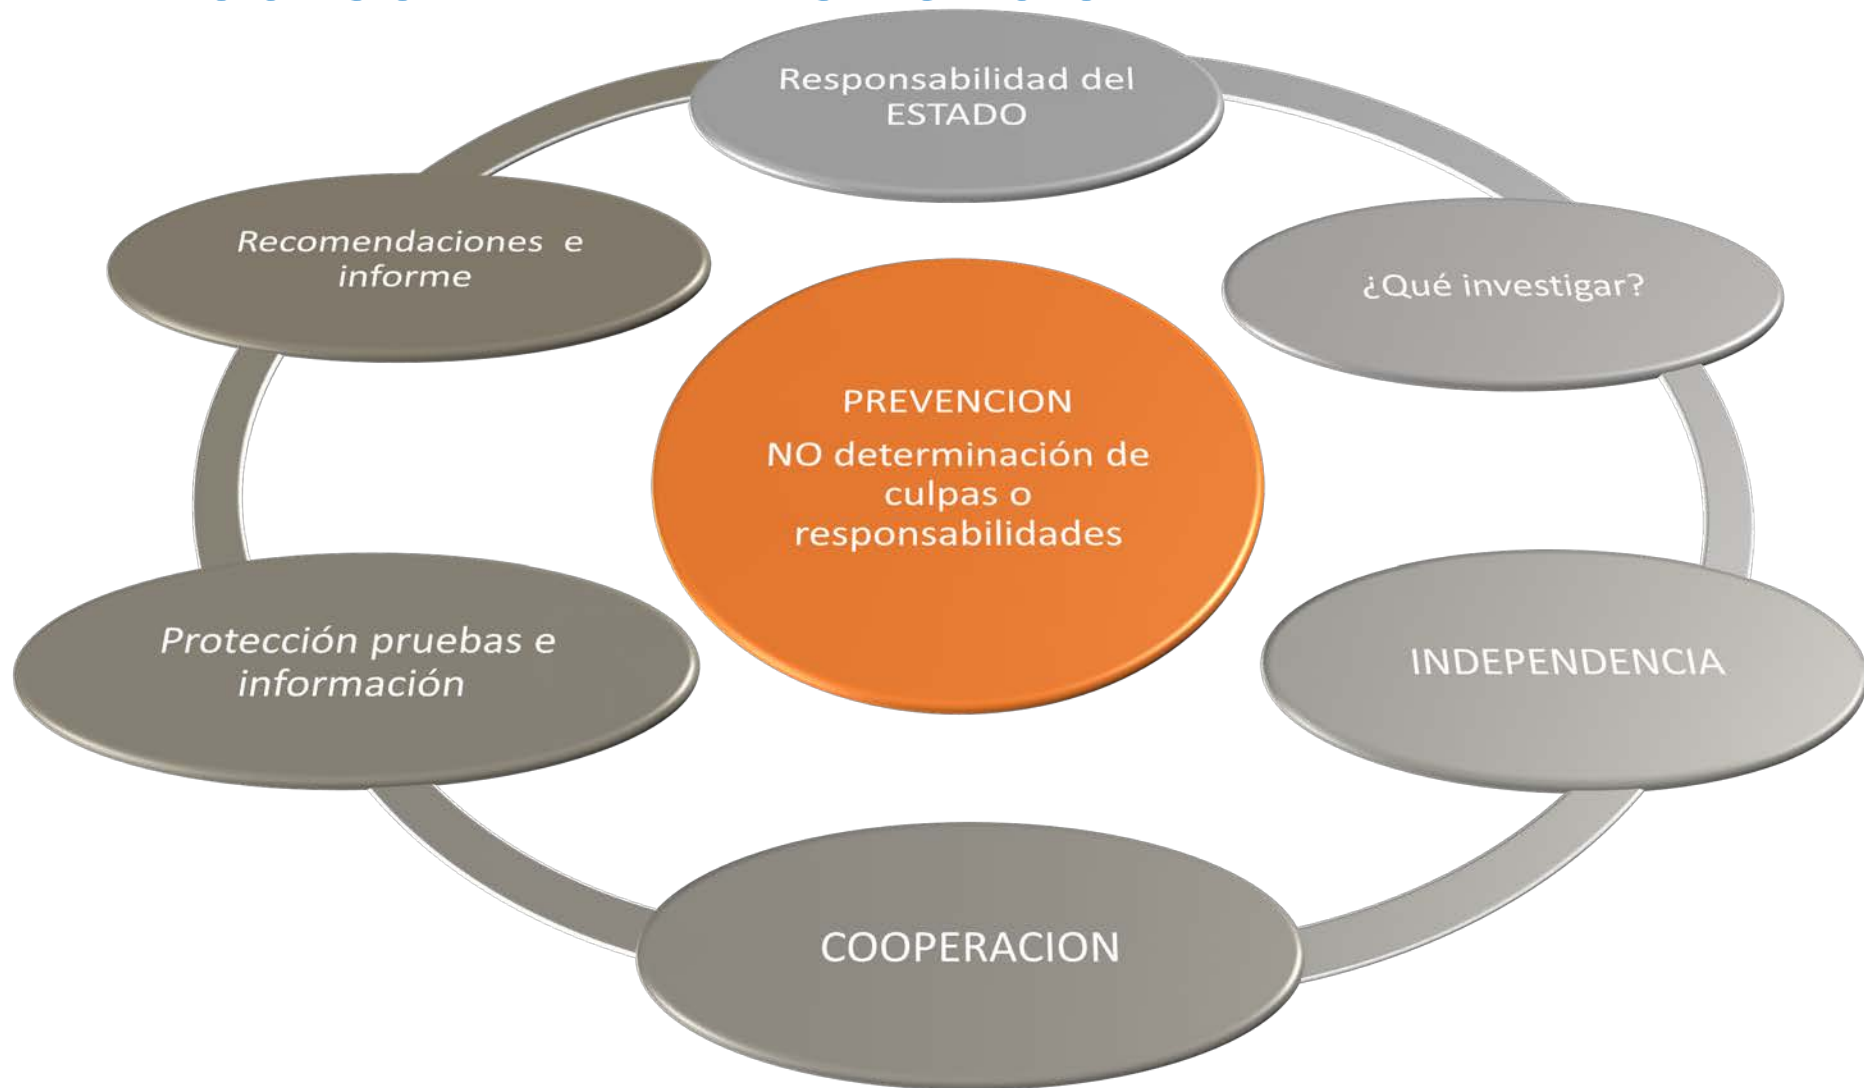 Responsabilidad del
ESTADO
¿Qué investigar?
INDEPENDENCIA
COOPERACION
Protección pruebas e
información
Recomendaciones e
informe
PREVENCION
NO determinación de
culpas o
responsabilidades